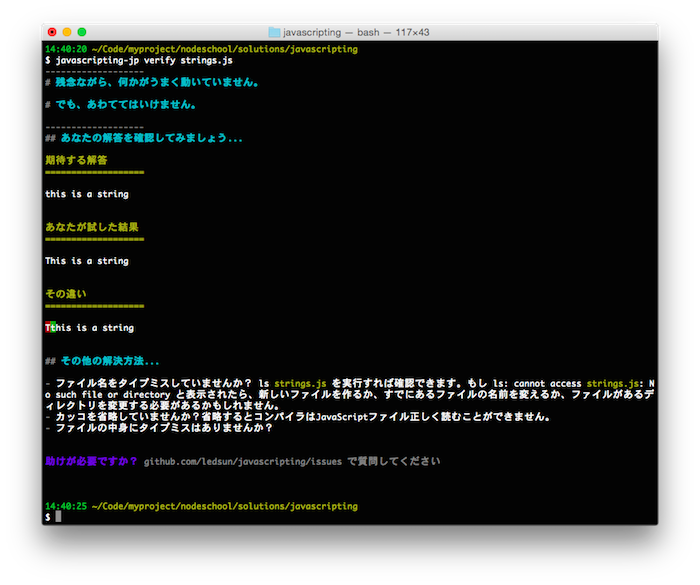 javascripting — bash — 117×43
14:40:20 ~/Code/myproject/nodeschool/solutions/javascripting
$ javascripting-jp verify strings.js
-------------------
# 残念ながら、何かがうまく動いていません。
# でも、あわててはいけません。
-------------------
## あなたの解答を確認してみましょう...
期待する解答
===================
this is a string
あなたが試した結果
===================
This is a string
その違い
===================
Tthis is a string
## その他の解決方法...
- ファイル名をタイプミスしていませんか？ ls strings.js を実行すれば確認できます。もし ls: cannot access strings.js: N
o such file or directory と表示されたら、新しいファイルを作るか、すでにあるファイルの名前を変えるか、ファイルがあるデ
ィレクトリを変更する必要があるかもしれません。
- カッコを省略していませんか？省略するとコンパイラはJavaScriptファイル正しく読むことができません。
- ファイルの中身にタイプミスはありませんか？
助けが必要ですか？ github.com/ledsun/javascripting/issues で質問してください
14:40:25 ~/Code/myproject/nodeschool/solutions/javascripting
$